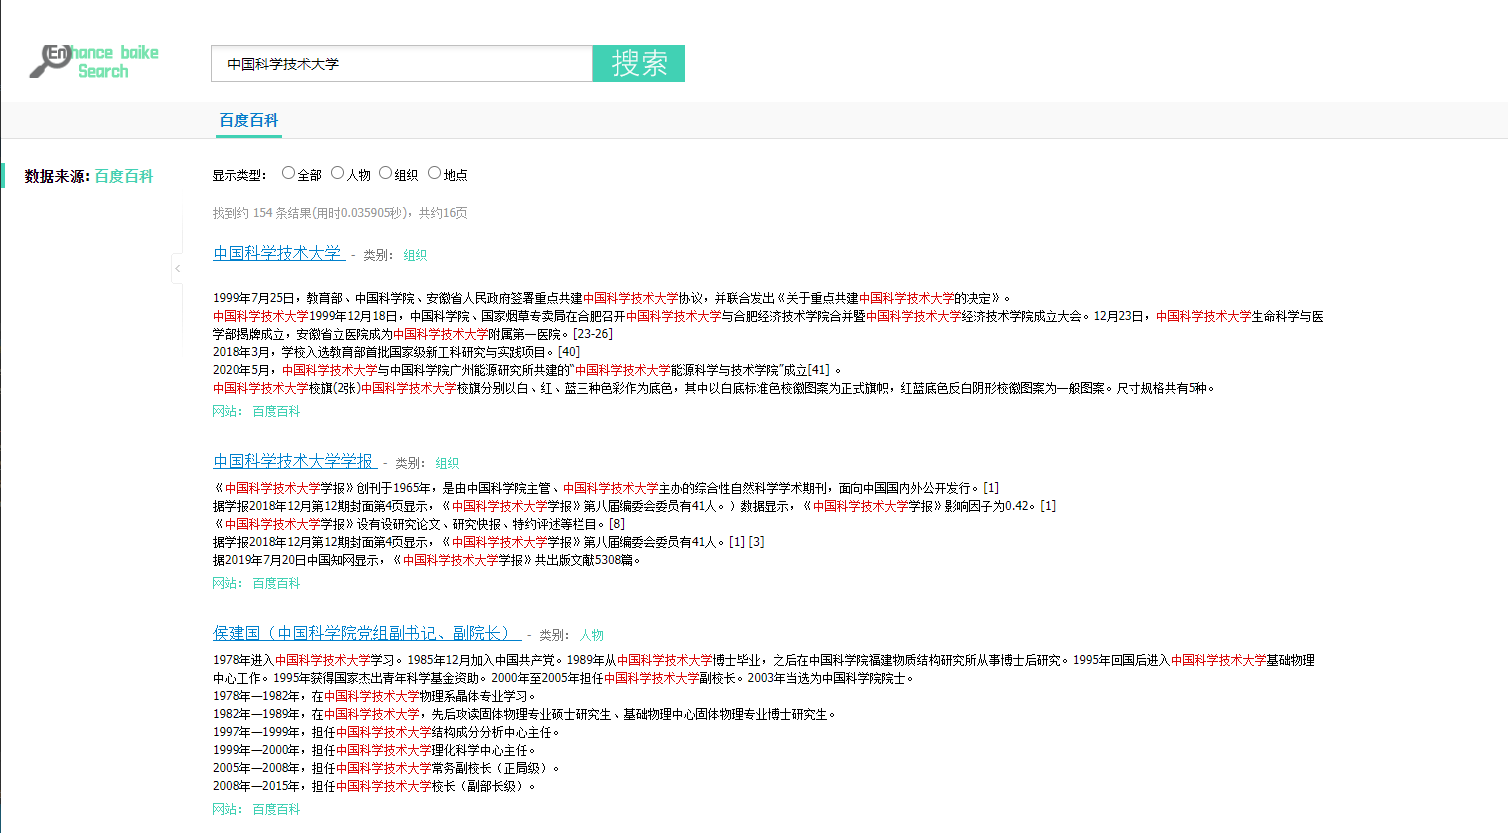 Enhance baike
Search
中国科学技术大学
搜索
百度百科
数据来源: 百度百科
显示类型： 全部 人物 组织 地点
找到约 154 条结果(用时0.035905秒)，共约16页
<
中国科学技术大学 - 类别： 组织
1999年7月25日，教育部、中国科学院、安徽省人民政府签署重点共建中国科学技术大学协议，并联合发出《关于重点共建中国科学技术大学的决定》。
中国科学技术大学1999年12月18日，中国科学院、国家烟草专卖局在合肥召开中国科学技术大学与合肥经济技术学院合并暨中国科学技术大学经济技术学院成立大会。12月23日，中国科学技术大学生命科学与医
学部揭牌成立，安徽省立医院成为中国科学技术大学附属第一医院。[23-26]
2018年3月，学校入选教育部首批国家级新工科研究与实践项目。[40]
2020年5月，中国科学技术大学与中国科学院广州能源研究所共建的“中国科学技术大学能源科学与技术学院”成立[41] 。
中国科学技术大学校旗(2张)中国科学技术大学校旗分别以白、红、蓝三种色彩作为底色，其中以白底标准色校徽图案为正式旗帜，红蓝底色反白阴形校徽图案为一般图案。尺寸规格共有5种。
网站： 百度百科
中国科学技术大学学报 - 类别： 组织
《中国科学技术大学学报》创刊于1965年，是由中国科学院主管、中国科学技术大学主办的综合性自然科学学术期刊，面向中国国内外公开发行。[1]
据学报2018年12月第12期封面第4页显示，《中国科学技术大学学报》第八届编委会委员有41人。）数据显示，《中国科学技术大学学报》影响因子为0.42。[1]
《中国科学技术大学学报》设有设研究论文、研究快报、特约评述等栏目。[8]
据学报2018年12月第12期封面第4页显示，《中国科学技术大学学报》第八届编委会委员有41人。[1] [3]
据2019年7月20日中国知网显示，《中国科学技术大学学报》共出版文献5308篇。
网站： 百度百科
侯建国（中国科学院党组副书记、副院长） - 类别： 人物
1978年进入中国科学技术大学学习。1985年12月加入中国共产党。1989年从中国科学技术大学博士毕业，之后在中国科学院福建物质结构研究所从事博士后研究。1995年回国后进入中国科学技术大学基础物理
中心工作。1995年获得国家杰出青年科学基金资助。2000年至2005年担任中国科学技术大学副校长。2003年当选为中国科学院院士。
1978年—1982年，在中国科学技术大学物理系晶体专业学习。
1982年—1989年，在中国科学技术大学，先后攻读固体物理专业硕士研究生、基础物理中心固体物理专业博士研究生。
1997年—1999年，担任中国科学技术大学结构成分分析中心主任。
1999年—2000年，担任中国科学技术大学理化科学中心主任。
2005年—2008年，担任中国科学技术大学常务副校长（正局级）。
2008年—2015年，担任中国科学技术大学校长（副部长级）。
网站： 百度百科